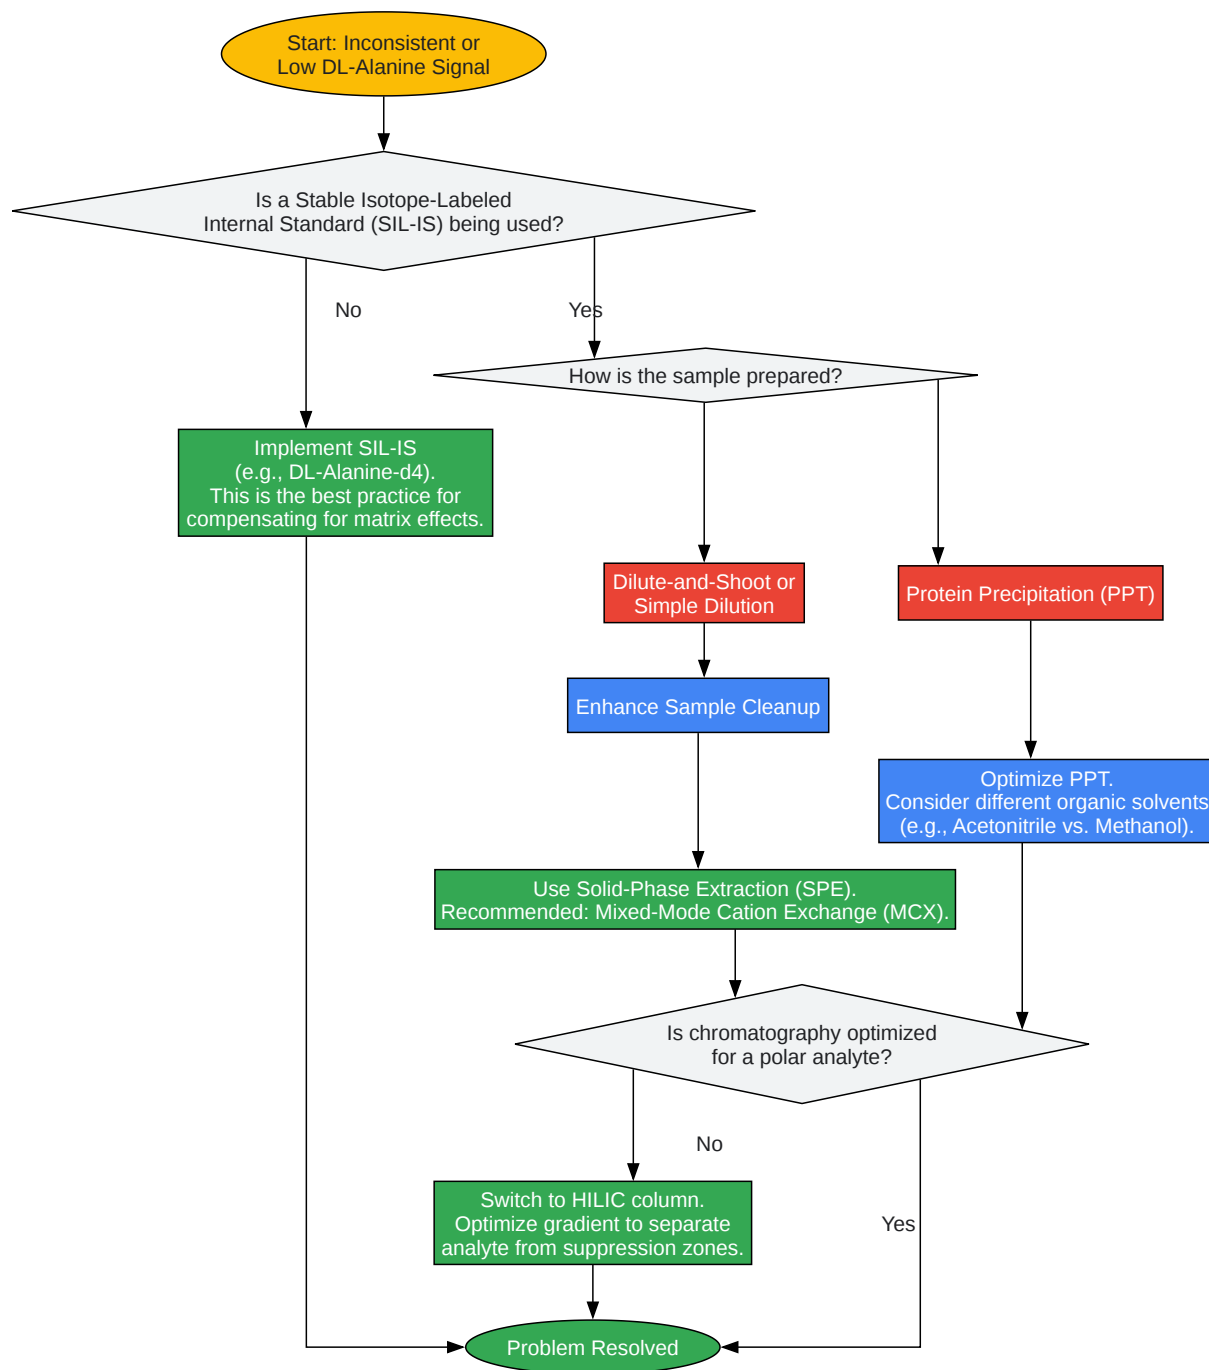 Start: Inconsistent or
Low DL-Alanine Signal
Is a Stable Isotope-Labeled
Internal Standard (SIL-IS) being used?
No
Yes
How is the sample prepared?
Implement SIL-IS
(e.g., DL-Alanine-d4).
This is the best practice for
compensating for matrix effects.
Dilute-and-Shoot or
Simple Dilution
Protein Precipitation (PPT)
Enhance Sample Cleanup
Optimize PPT.
Consider different organic solvents
(e.g., Acetonitrile vs. Methanol).
Use Solid-Phase Extraction (SPE).
Recommended: Mixed-Mode Cation Exchange (MCX).
Is chromatography optimized
for a polar analyte?
No
Switch to HILIC column.
Optimize gradient to separate
analyte from suppression zones.
Yes
Problem Resolved